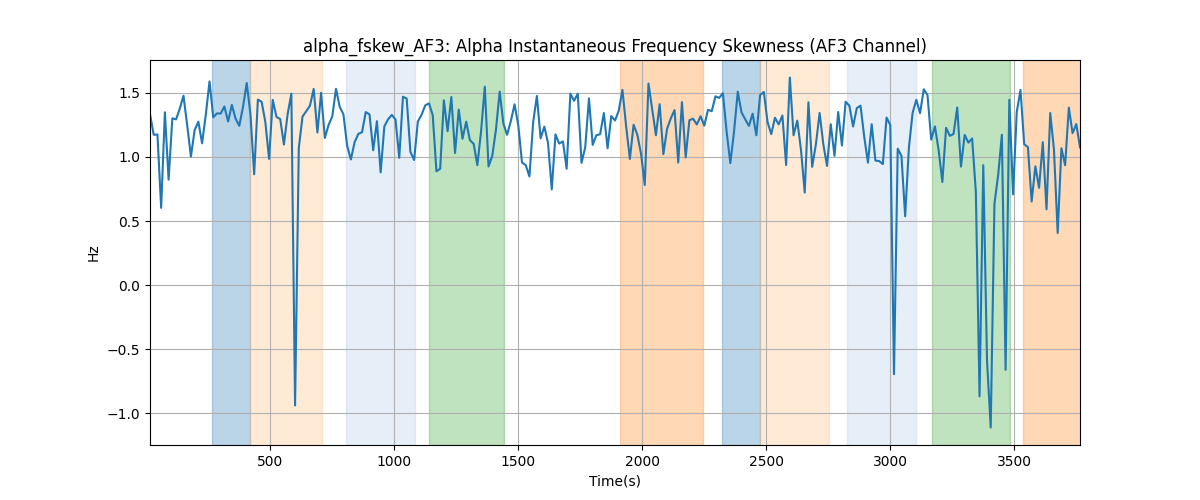 alpha_fskew_AF3: Alpha Instantaneous Frequency Skewness (AF3 Channel)
1.5
1.0
0.5
0.0
−0.5
−1.0
Hz
500 1000 1500 2000 2500 3000 3500
Time(s)